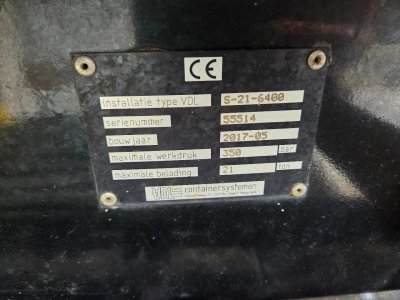 CE
installatie type VDL S-21-6400
serienummer 55514
bouwjaar 2017-05
maximale werkdruk 350 bar
maximale belading 21 ton
VDL containersystemen